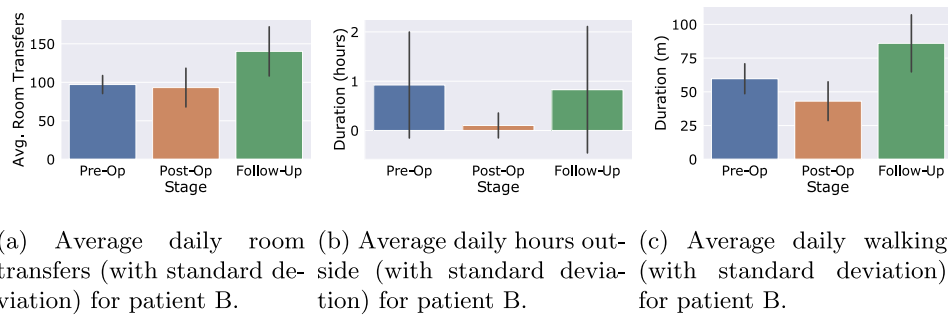 Avg. Room Transfers
150
100
50
0
Pre-Op Post-Op Follow-Up
Stage
Duration (hours)
2
1
0
Pre-Op Post-Op Follow-Up
Stage
Duration (m)
100
75
50
25
0
Pre-Op Post-Op Follow-Up
Stage
(a) Average daily room
transfers (with standard de-
viation) for patient B.
(b) Average daily hours out-
side (with standard devia-
tion) for patient B.
(c) Average daily walking
(with standard deviation)
for patient B.